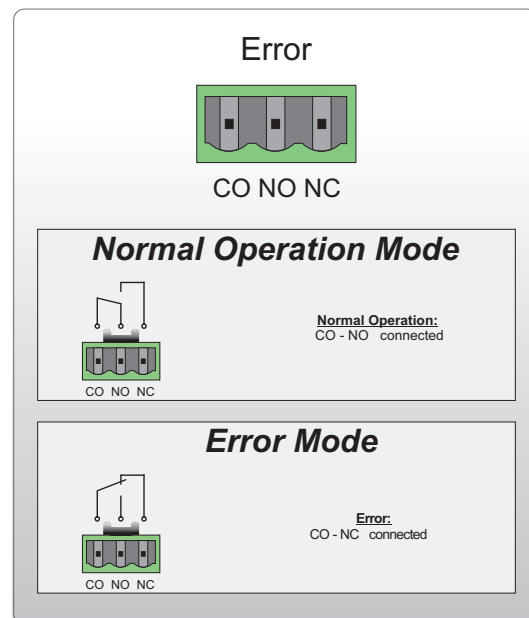 Error
CO NO NC
Normal Operation Mode
Normal Operation:
CO - NO connected
CO NO NC
Error Mode
Error:
CO - NC connected
CO NO NC